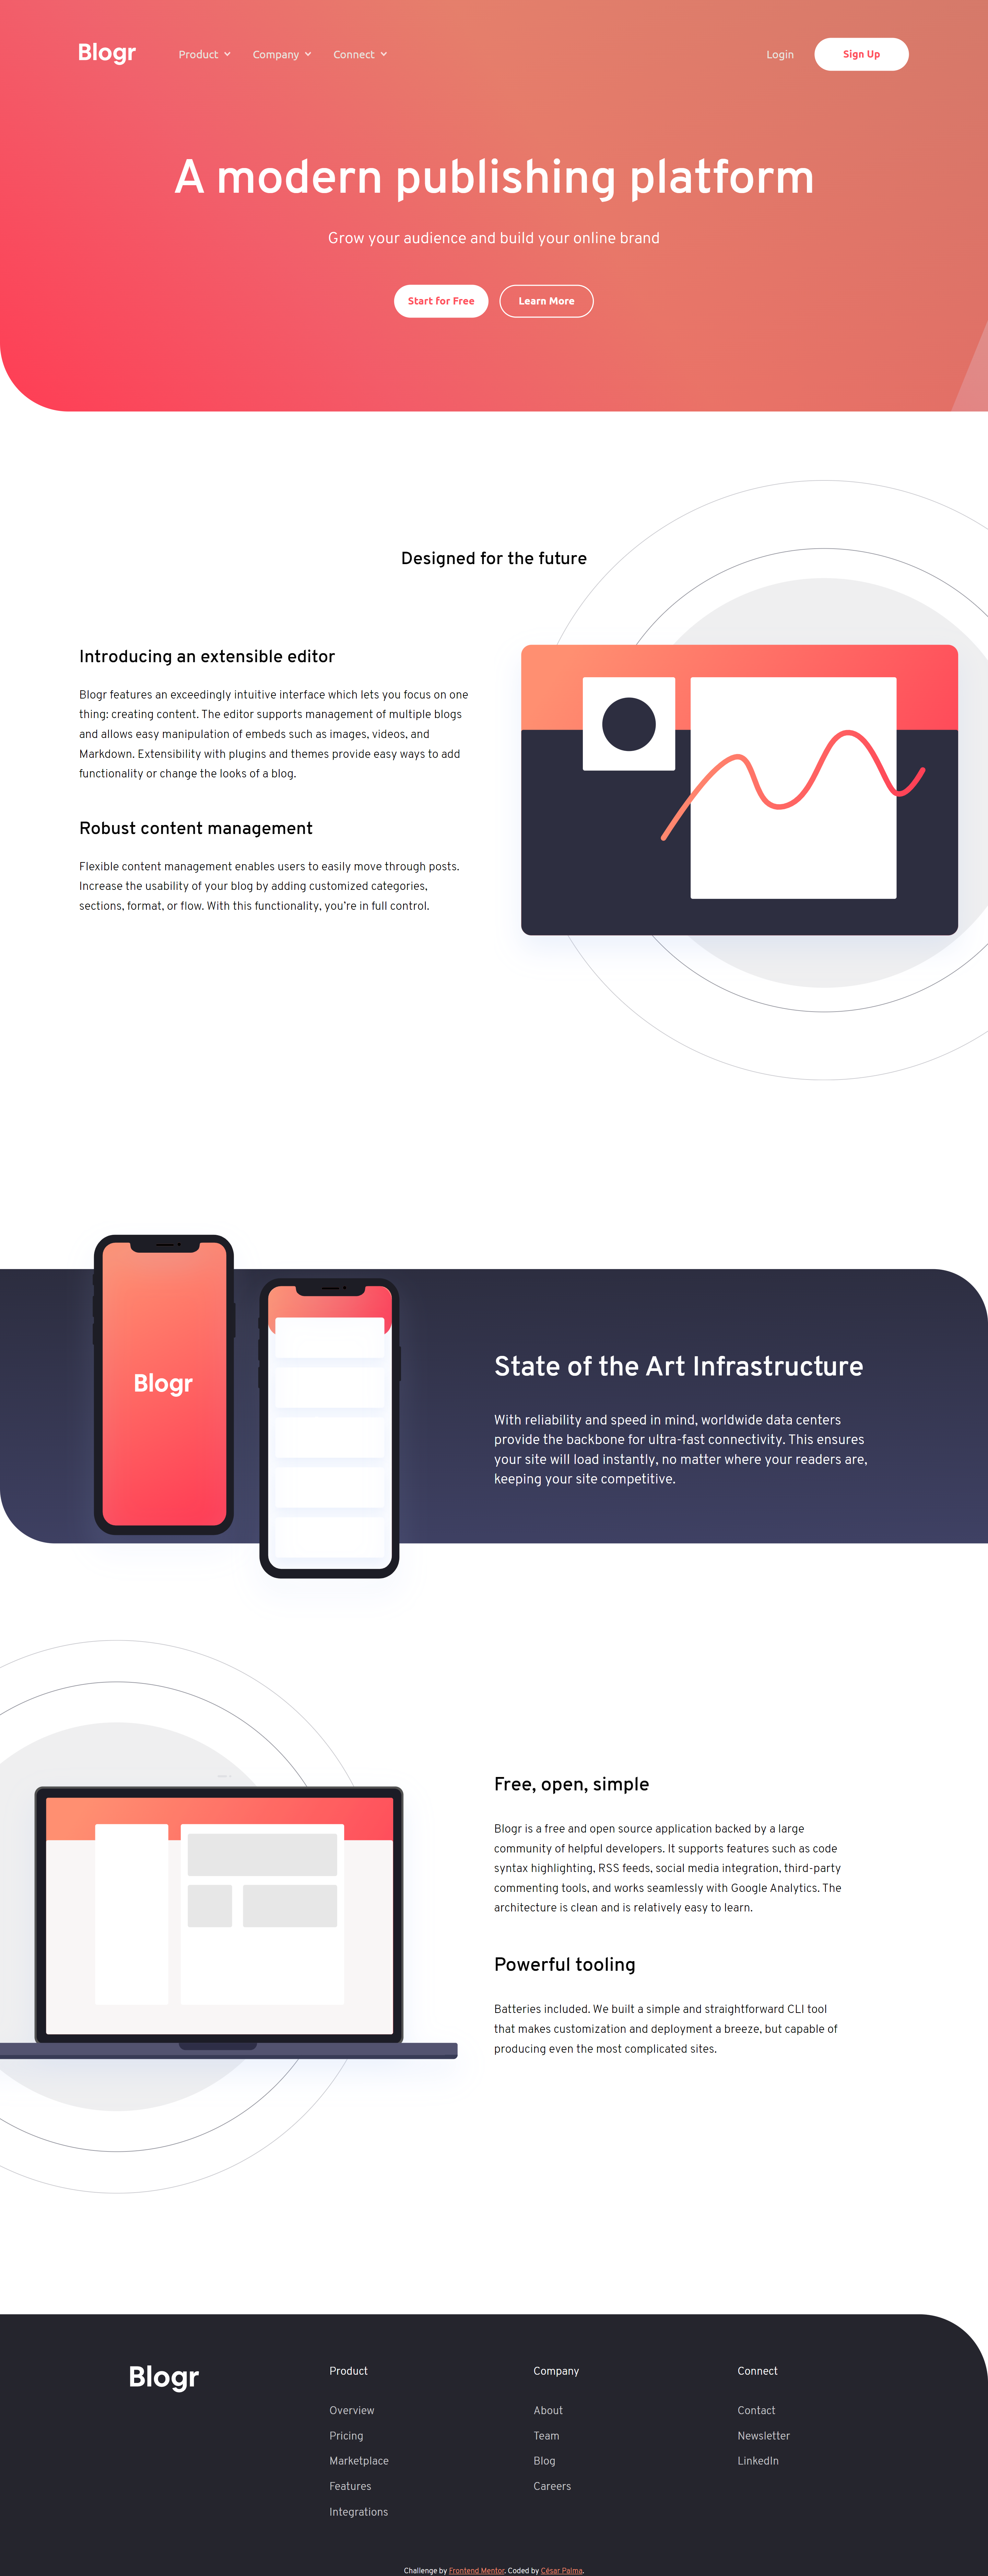 Blogr Product Company Connect Login Sign Up
A modern publishing platform
Grow your audience and build your online brand
Start for Free Learn More
Designed for the future
Introducing an extensible editor
Blogr features an exceedingly intuitive interface which lets you focus on one
thing: creating content. The editor supports management of multiple blogs
and allows easy manipulation of embeds such as images, videos, and
Markdown. Extensibility with plugins and themes provide easy ways to add
functionality or change the looks of a blog.
Robust content management
Flexible content management enables users to easily move through posts.
Increase the usability of your blog by adding customized categories,
sections, format, or flow. With this functionality, you’re in full control.
Blogr
State of the Art Infrastructure
With reliability and speed in mind, worldwide data centers
provide the backbone for ultra-fast connectivity. This ensures
your site will load instantly, no matter where your readers are,
keeping your site competitive.
Free, open, simple
Blogr is a free and open source application backed by a large
community of helpful developers. It supports features such as code
syntax highlighting, RSS feeds, social media integration, third-party
commenting tools, and works seamlessly with Google Analytics. The
architecture is clean and is relatively easy to learn.
Powerful tooling
Batteries included. We built a simple and straightforward CLI tool
that makes customization and deployment a breeze, but capable of
producing even the most complicated sites.
Blogr
Product
Overview
Pricing
Marketplace
Features
Integrations
Company
About
Team
Blog
Careers
Connect
Contact
Newsletter
LinkedIn
Challenge by Frontend Mentor. Coded by César Palma.